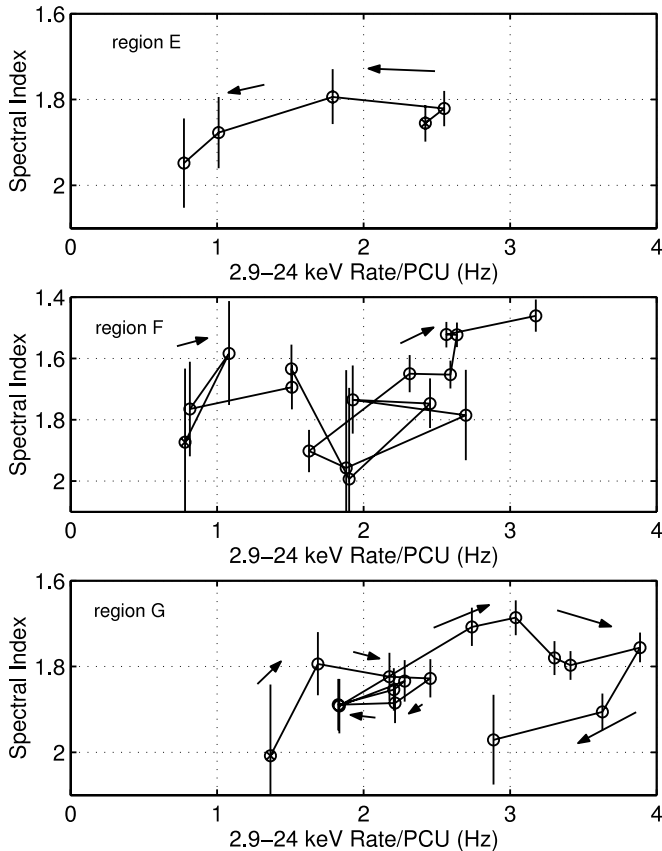 1.6
region E
1.8
2
Spectral Index
0 1 2 3 4
2.9–24 keV Rate/PCU (Hz)
1.4
region F
1.6
1.8
2
Spectral Index
0 1 2 3 4
2.9–24 keV Rate/PCU (Hz)
1.6
region G
1.8
2
Spectral Index
0 1 2 3 4
2.9–24 keV Rate/PCU (Hz)